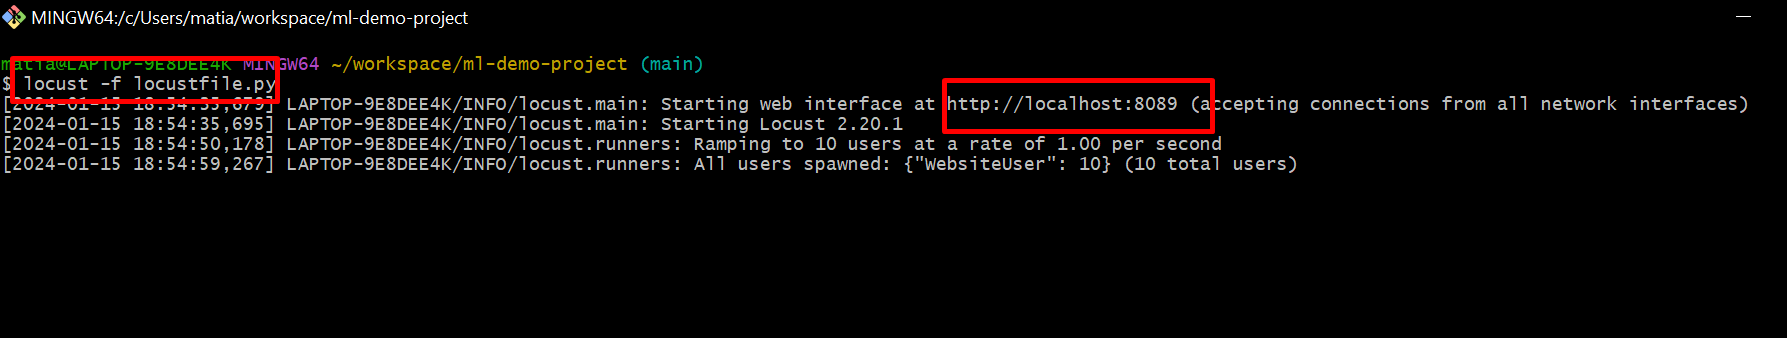 MINGW64:/c/Users/matia/workspace/ml-demo-project
matia@LAPTOP-9E8DEE4K MINGW64 ~/workspace/ml-demo-project (main)
$ locust -f locustfile.py
[2024-01-15 18:54:35,679] LAPTOP-9E8DEE4K/INFO/locust.main: Starting web interface at http://localhost:8089 (accepting connections from all network interfaces)
[2024-01-15 18:54:35,695] LAPTOP-9E8DEE4K/INFO/locust.main: Starting Locust 2.20.1
[2024-01-15 18:54:50,178] LAPTOP-9E8DEE4K/INFO/locust.runners: Ramping to 10 users at a rate of 1.00 per second
[2024-01-15 18:54:59,267] LAPTOP-9E8DEE4K/INFO/locust.runners: All users spawned: {"WebsiteUser": 10} (10 total users)